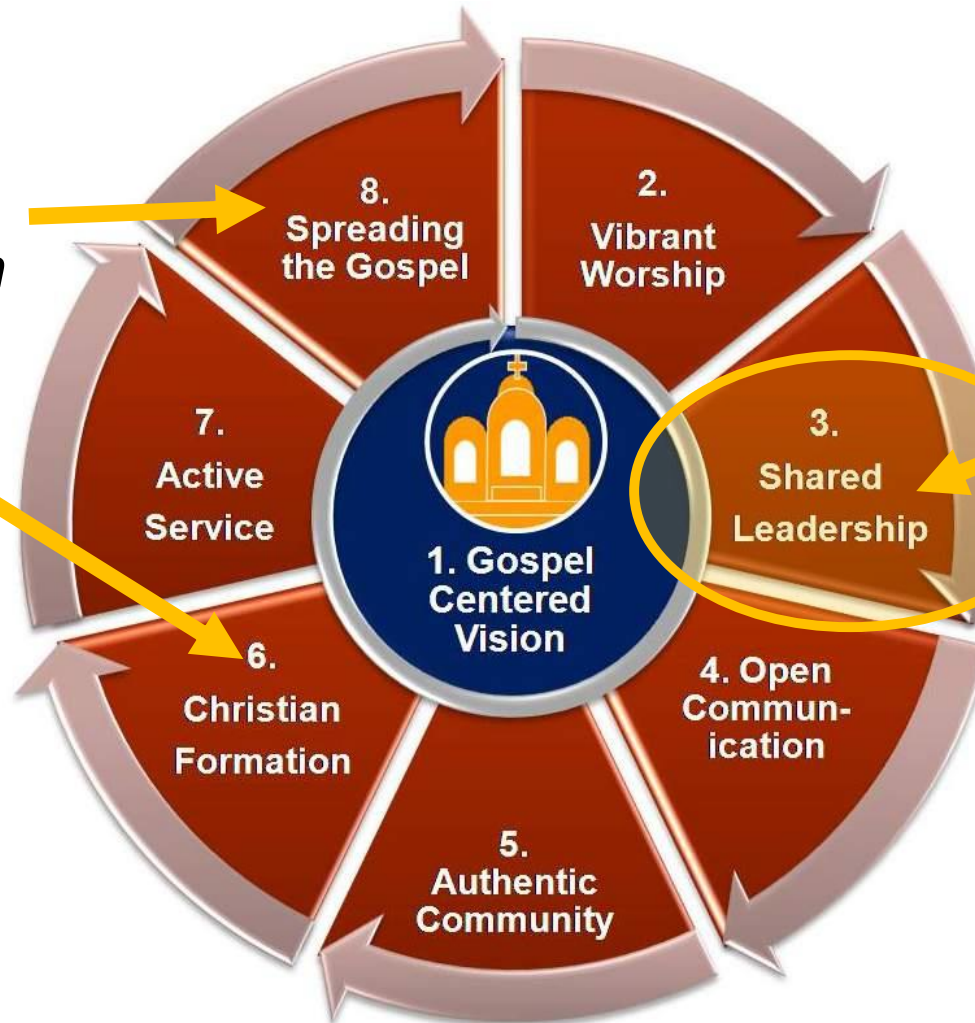 1. Gospel
Centered
Vision
2.
Vibrant
Worship
3.
Shared
Leadership
4. Open
Commun-
ication
5.
Authentic
Community
6.
Christian
Formation
7.
Active
Service
8.
Spreading
the Gospel